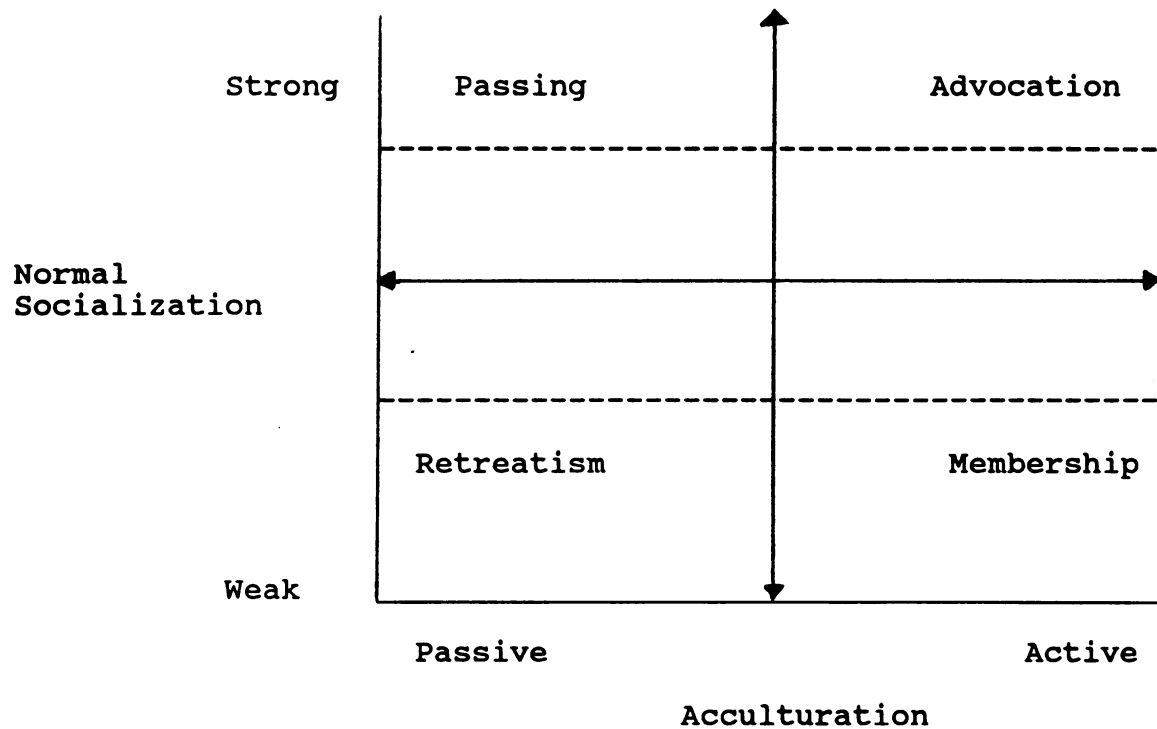 Strong Passing Advocation
Normal
Socialization
Retreatism Membership
Weak
Passive Active
Acculturation